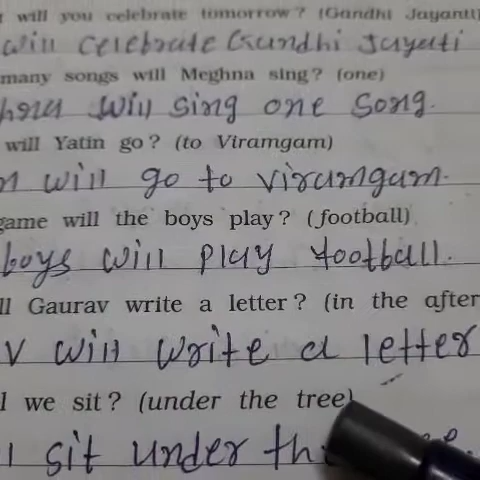 will you celebrate tomorrow? (Gandhi Jayanti)
will celebrate Gandhi Jayati
many songs will Meghna sing? (one)
will sing one song.
will Yatin go? (to Viramgam)
will go to viramgam.
game will the boys play? (football)
boys will play football.
ll Gaurav write a letter? (in the after
v will write a letter
l we sit? (under the tree)
sit under